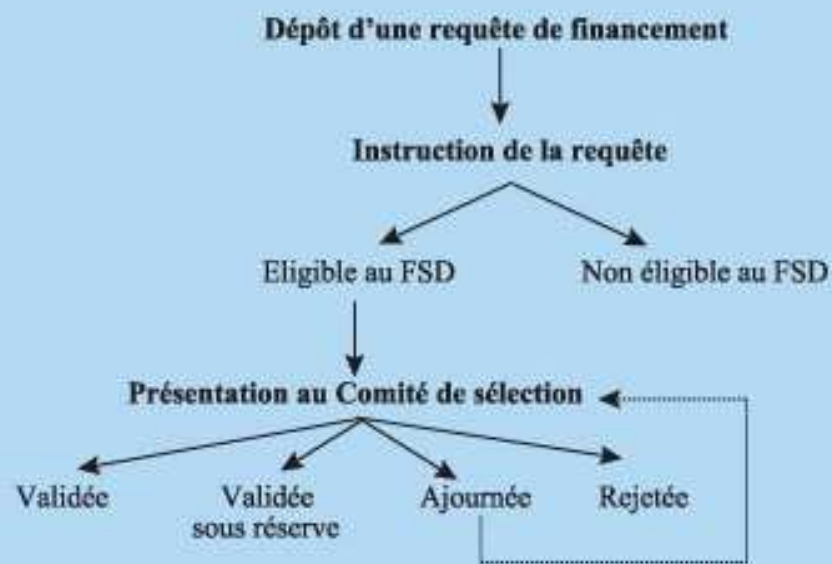 Dépôt d'une requête de financement
Instruction de la requête
Eligible au FSD
Non éligible au FSD
Présentation au Comité de sélection
Validée
Validée
sous réserve
Ajournée
Rejetée